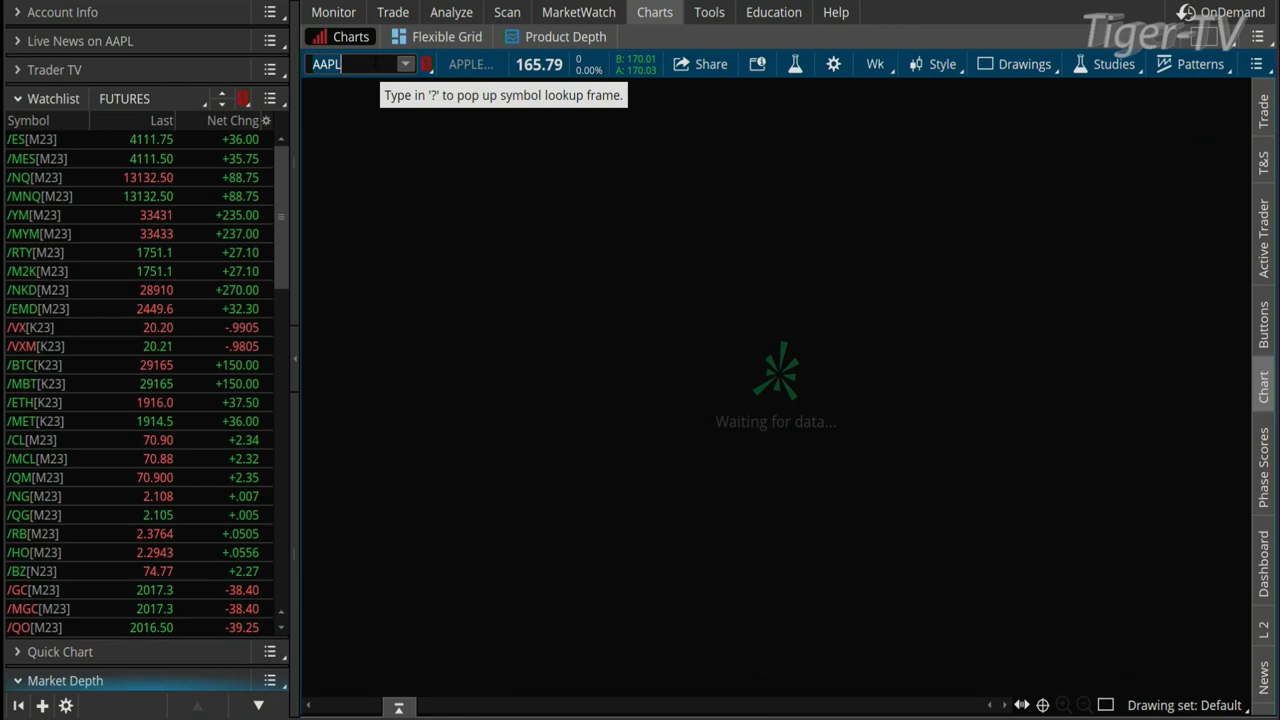 Account Info
Live News on AAPL
Trader TV
Watchlist FUTURES
Symbol Last Net Chng
/ES[M23] 4111.75 +36.00
/MES[M23] 4111.50 +35.75
/NQ[M23] 13132.50 +88.75
/MNQ[M23] 13132.50 +88.75
/YM[M23] 33431 +235.00
/MYM[M23] 33433 +237.00
/RTY[M23] 1751.1 +27.10
/M2K[M23] 1751.1 +27.10
/NKD[M23] 28910 +270.00
/EMD[M23] 2449.6 +32.30
/VX[K23] 20.20 -.9905
/VXM[K23] 20.21 -.9805
/BTC[K23] 29165 +150.00
/MBT[K23] 29165 +150.00
/ETH[K23] 1916.0 +37.50
/MET[K23] 1914.5 +36.00
/CL[M23] 70.90 +2.34
/MCL[M23] 70.88 +2.32
/QM[M23] 70.900 +2.35
/NG[M23] 2.108 +.007
/QG[M23] 2.105 +.005
/RB[M23] 2.3764 +.0505
/HO[M23] 2.2943 +.0556
/BZ[N23] 74.77 +2.27
/GC[M23] 2017.3 -38.40
/MGC[M23] 2017.3 -38.40
/QO[M23] 2016.50 -39.25
Quick Chart
Market Depth
Monitor Trade Analyze Scan MarketWatch Charts Tools Education Help OnDemand
Tiger-TV
Charts Flexible Grid Product Depth
AAPL APPLE... 165.79 0 0.00% B: 170.01 A: 170.03 Share Wk Style Drawings Studies Patterns
Type in '?' to pop up symbol lookup frame.
Waiting for data...
Drawing set: Default
Trade
T&S
Active Trader
Buttons
Chart
Phase Scores
Dashboard
L 2
News